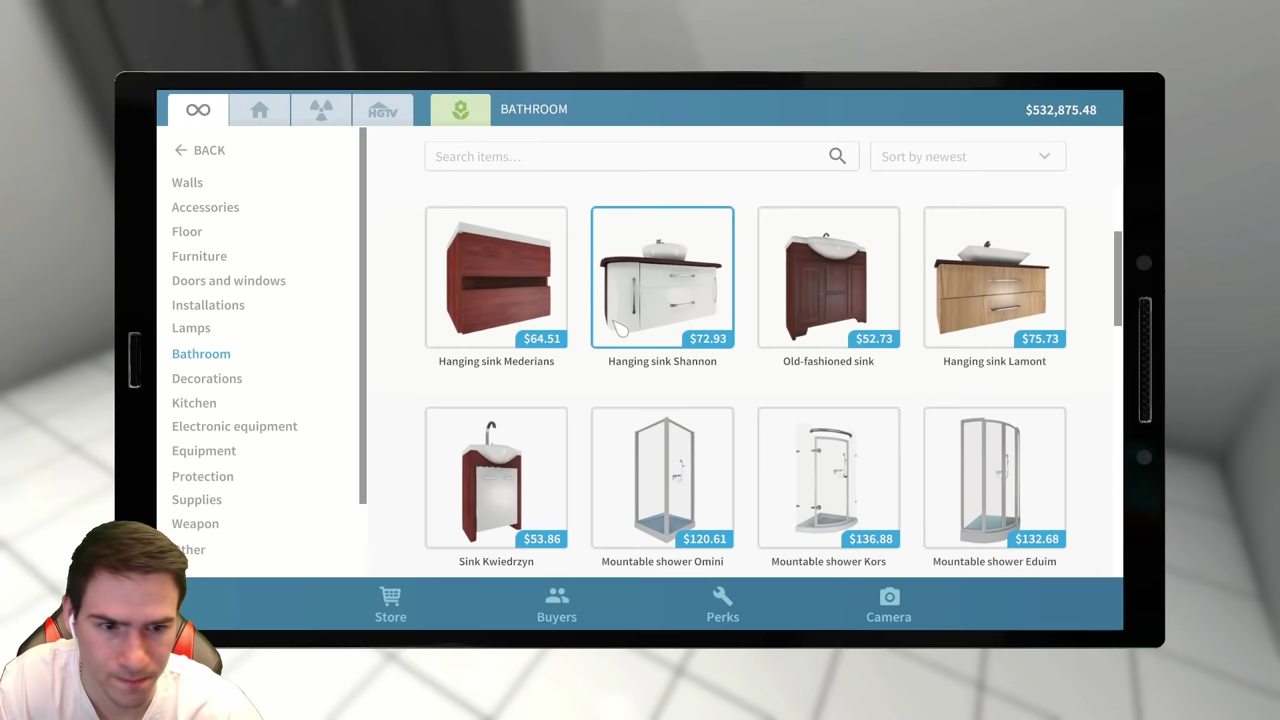 HGTV
BATHROOM
$532,875.48
BACK
Search items...
Sort by newest
Walls
Accessories
Floor
Furniture
Doors and windows
Installations
Lamps
Bathroom
Decorations
Kitchen
Electronic equipment
Equipment
Protection
Supplies
Weapon
ther
$64.51
$72.93
$52.73
$75.73
Hanging sink Mederians
Hanging sink Shannon
Old-fashioned sink
Hanging sink Lamont
$53.86
$120.61
$136.88
$132.68
Sink Kwiedrzyn
Mountable shower Omini
Mountable shower Kors
Mountable shower Eduim
Store
Buyers
Perks
Camera